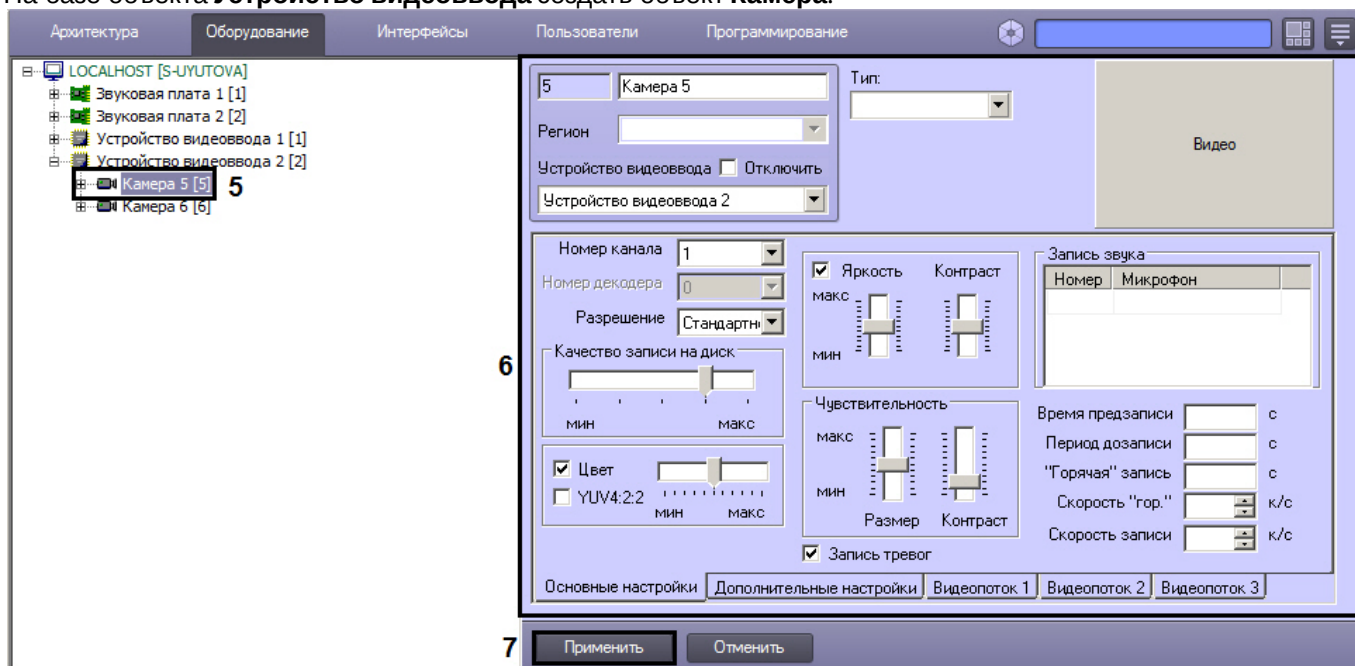 На базе объекта Устройство видеоввода создать объект Камера.
Архитектура Оборудование Интерфейсы Пользователи Программирование
LOCALHOST [S-UYUTOVA]
Звуковая плата 1 [1]
Звуковая плата 2 [2]
Устройство видеоввода 1 [1]
Устройство видеоввода 2 [2]
Камера 5 [5]
5
Камера 6 [6]
5 Камера 5
Тип:
Регион
Устройство видеоввода Отключить
Устройство видеоввода 2
Видео
6
Номер канала 1
Номер декодера 0
Разрешение Стандартн
Качество записи на диск
мин макс
Цвет
YUV4:2:2
мин макс
Яркость Контраст
макс
мин
Чувствительность
макс
мин
Размер Контраст
Запись тревог
Запись звука
Номер Микрофон
Время предзаписи с
Период дозаписи с
"Горячая" запись с
Скорость "гор." к/с
Скорость записи к/с
Основные настройки Дополнительные настройки Видеопоток 1 Видеопоток 2 Видеопоток 3
7
Применить Отменить